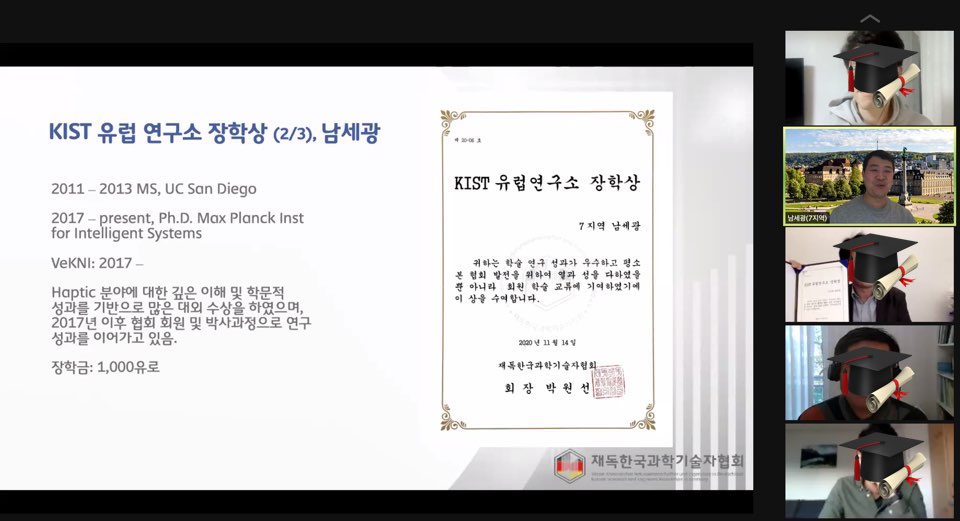 KIST 유럽 연구소 장학상 (2/3), 남세광
2011 – 2013 MS, UC San Diego
2017 – present, Ph.D. Max Planck Inst
for Intelligent Systems
VeKNI: 2017 –
Haptic 분야에 대한 깊은 이해 및 학문적
성과를 기반으로 많은 대외 수상을 하였으며,
2017년 이후 협회 회원 및 박사과정으로 연구
성과를 이어가고 있음.
장학금: 1,000유로
제 20-06 호
KIST 유럽연구소 장학상
7 지역 남세광
귀하는 학술 연구 성과가 우수하고 평소
본 협회 발전을 위하여 열과 성을 다하였을
뿐 아니라 회원 학술 교류에 기여하였기에
이 상을 수여합니다.
2020 년 11 월 14 일
재독한국과학기술자협회
회 장 박 원 선
재독한국과학기술자협회
남세광(7지역)